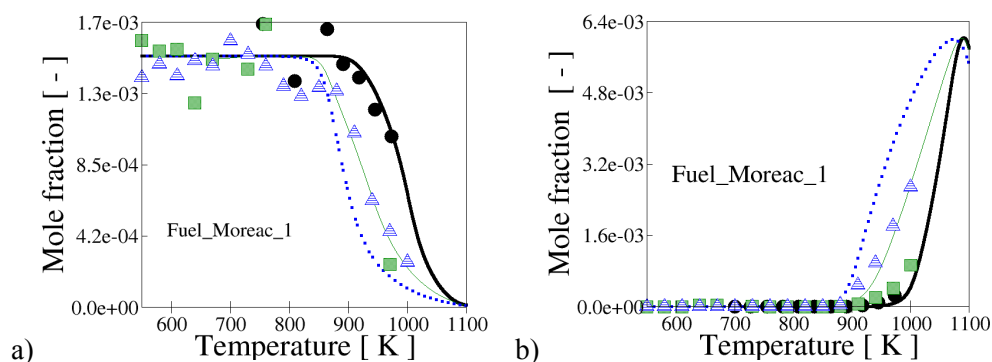 1.7e-03
1.3e-03
8.5e-04
4.2e-04
0.0e+00
Mole fraction [ - ]
Fuel_Moreac_1
600 700 800 900 1000 1100
Temperature [ K ]
a)
6.4e-03
4.8e-03
3.2e-03
1.6e-03
0.0e+00
Mole fraction [ - ]
Fuel_Moreac_1
600 700 800 900 1000 1100
Temperature [ K ]
b)